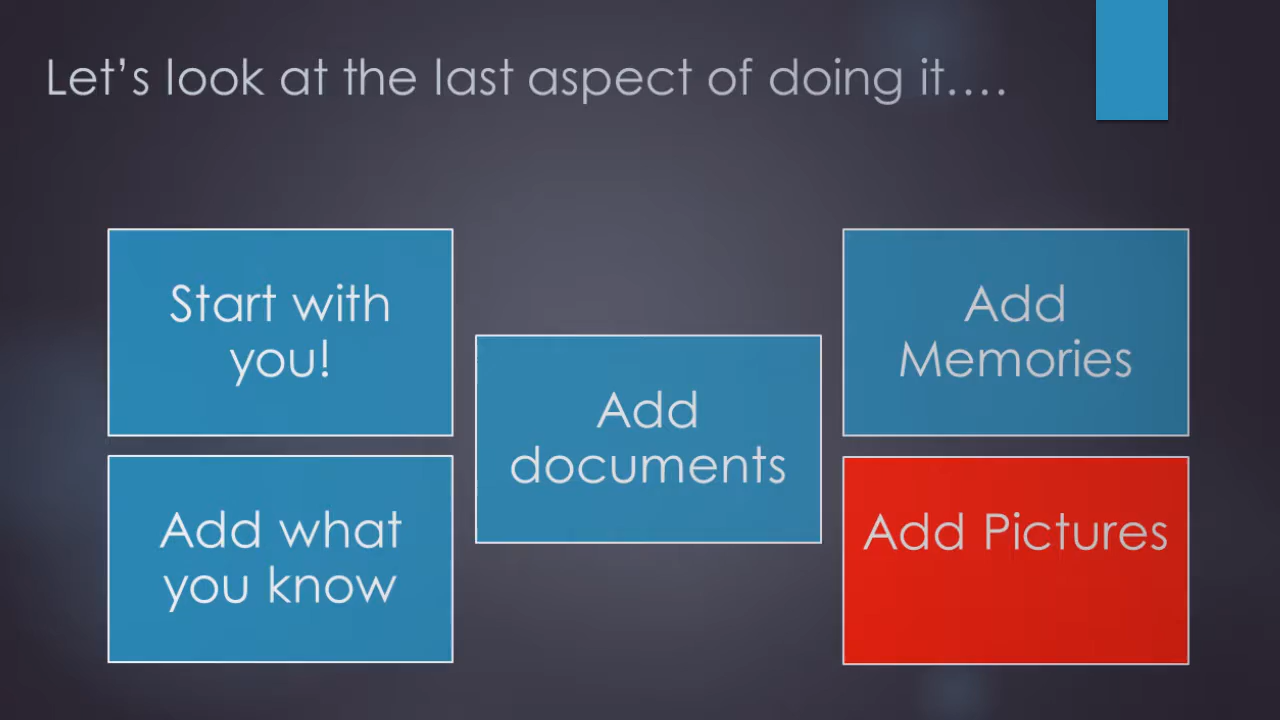 Let's look at the last aspect of doing it....
Start with
you!
Add what
you know
Add
documents
Add
Memories
Add Pictures